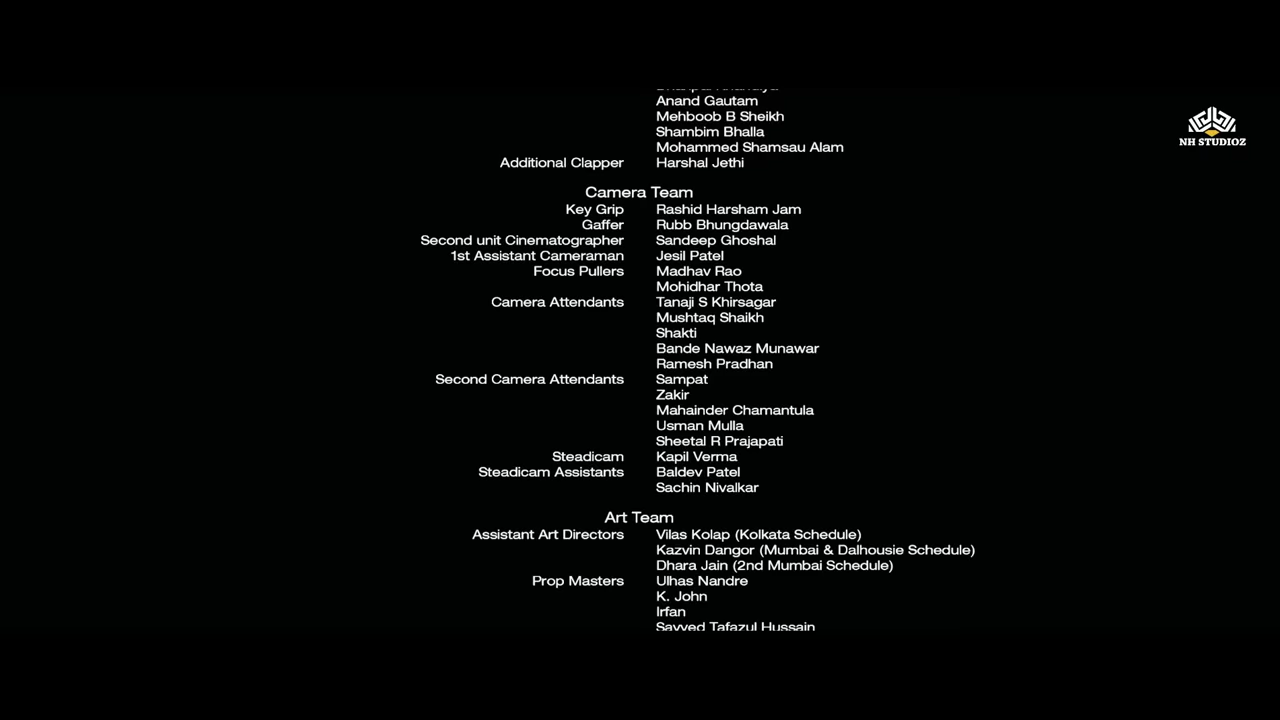 Anand Gautam
Mehboob B Sheikh
Shambim Bhalla
Mohammed Shamsau Alam
Additional Clapper Harshal Jethi
Camera Team
Key Grip Rashid Harsham Jam
Gaffer Rubb Bhungdawala
Second unit Cinematographer Sandeep Ghoshal
1st Assistant Cameraman Jesil Patel
Focus Pullers Madhav Rao
Mohidhar Thota
Camera Attendants Tanaji S Khirsagar
Mushtaq Shaikh
Shakti
Bande Nawaz Munawar
Ramesh Pradhan
Second Camera Attendants Sampat
Zakir
Mahainder Chamantula
Usman Mulla
Sheetal R Prajapati
Steadicam Kapil Verma
Steadicam Assistants Baldev Patel
Sachin Nivalkar
Art Team
Assistant Art Directors Vilas Kolap (Kolkata Schedule)
Kazvin Dangor (Mumbai & Dalhousie Schedule)
Dhara Jain (2nd Mumbai Schedule)
Prop Masters Ulhas Nandre
K. John
Irfan
Sayyed Tafazul Hussain
NH STUDIOZ